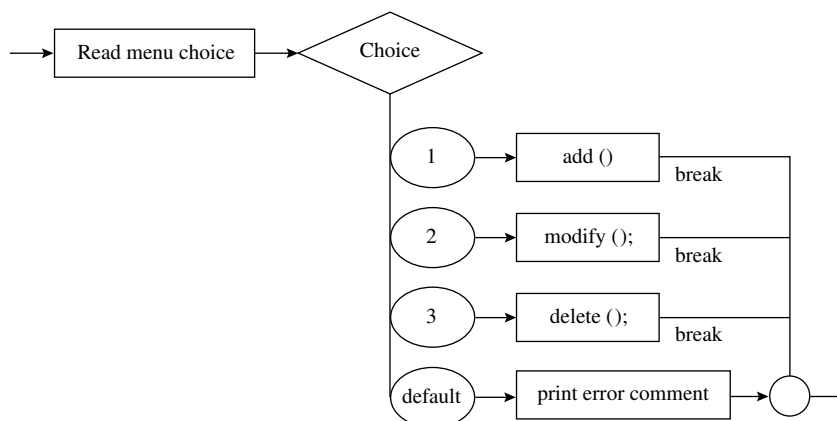 Read menu choice
Choice
1
add ()
break
2
modify ();
break
3
delete ();
break
default
print error comment